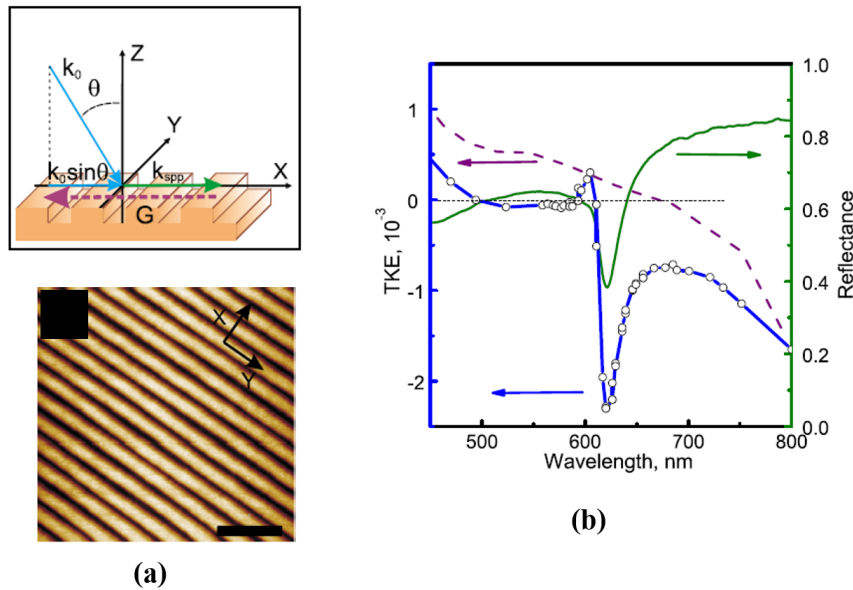 Z
k₀
θ
Y
k₀sinθ
k_spp
X
G
X
Y
(a)
1
0
-1
-2
TKE, 10⁻³
1.0
0.8
0.6
0.4
0.2
0.0
Reflectance
500 600 700 800
Wavelength, nm
(b)